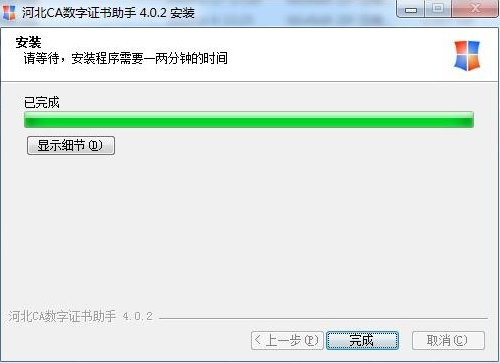 河北CA数字证书助手 4.0.2 安装
安装
请等待，安装程序需要一两分钟的时间
已完成
显示细节(D)
河北CA数字证书助手 4.0.2
< 上一步(P)
完成
取消(C)